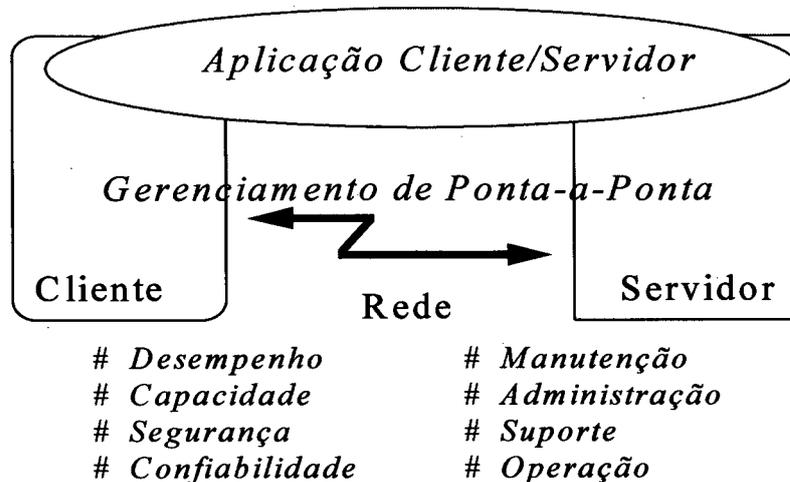 Aplicação Cliente/Servidor
Gerenciamento de Ponta-a-Ponta
Cliente
Rede
Servidor
# Desempenho
# Capacidade
# Segurança
# Confiabilidade
# Manutenção
# Administração
# Suporte
# Operação